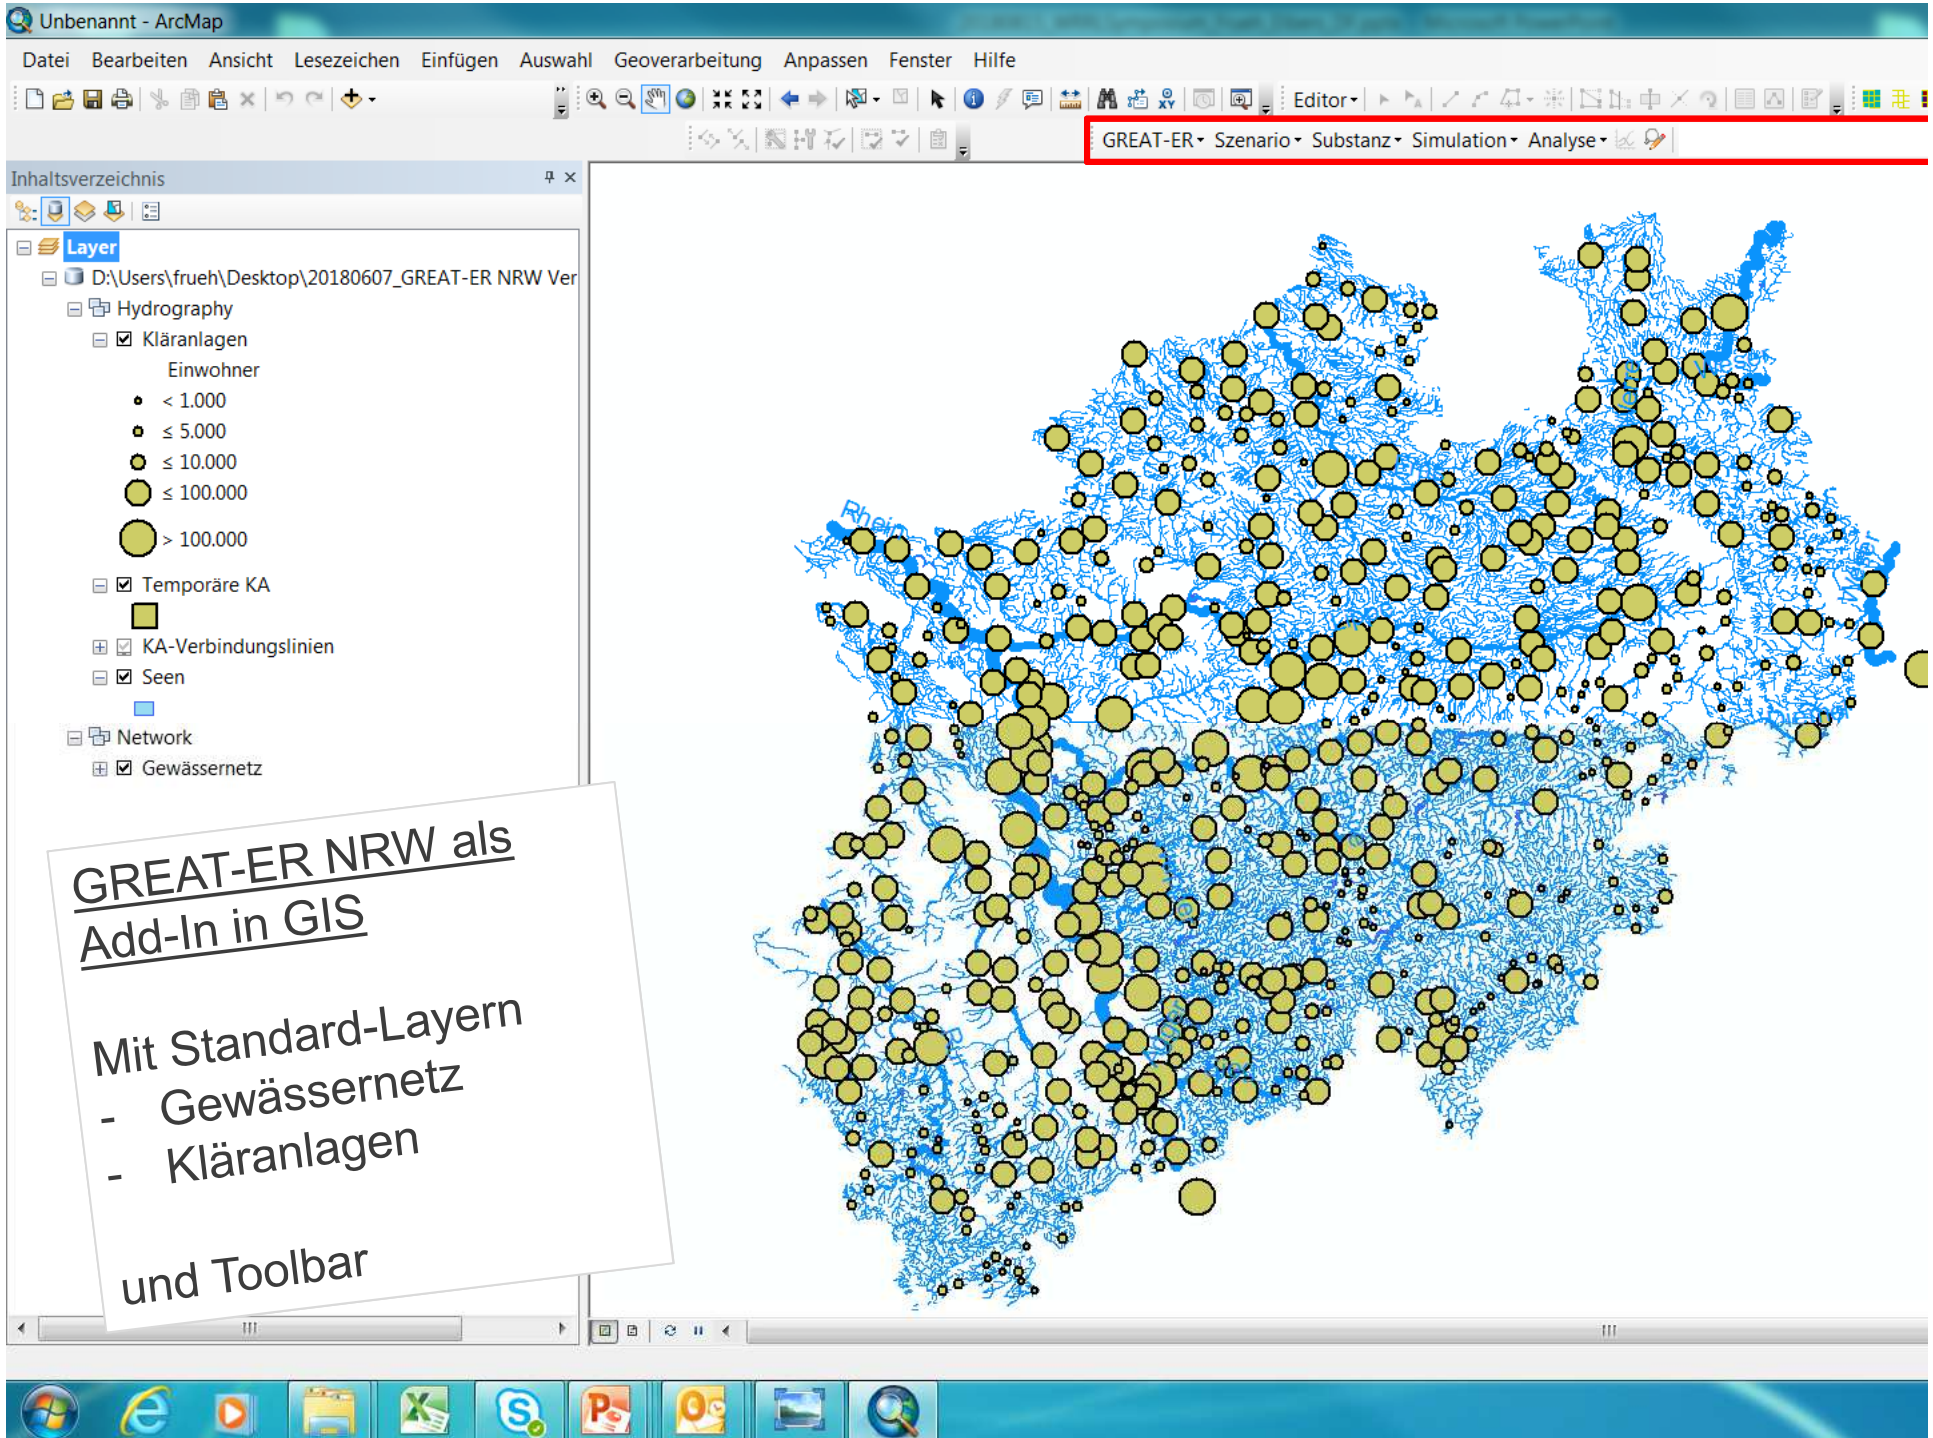 Unbenannt - ArcMap
Datei Bearbeiten Ansicht Lesezeichen Einfügen Auswahl Geoverarbeitung Anpassen Fenster Hilfe
Editor
GREAT-ER Szenario Substanz Simulation Analyse
Inhaltsverzeichnis
Layer
D:\Users\frueh\Desktop\20180607_GREAT-ER NRW Ver
Hydrography
Kläranlagen
Einwohner
< 1.000
≤ 5.000
≤ 10.000
≤ 100.000
> 100.000
Temporäre KA
KA-Verbindungslinien
Seen
Network
Gewässernetz
Rhein
GREAT-ER NRW als
Add-In in GIS
Mit Standard-Layern
- Gewässernetz
- Kläranlagen
und Toolbar